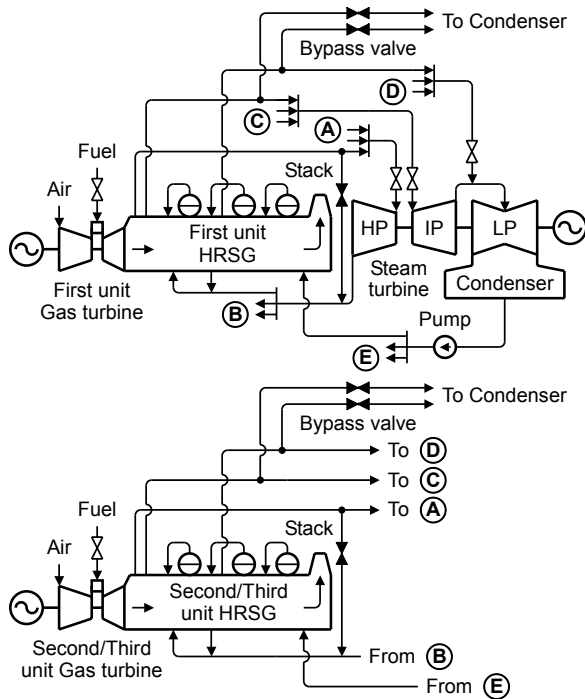 To Condenser
Bypass valve
D
C
A
Fuel
Stack
Air
First unit
HRSG
HP
IP
LP
Steam
turbine
Condenser
First unit
Gas turbine
B
Pump
E
To Condenser
Bypass valve
To D
To C
Fuel
To A
Stack
Air
Second/Third
unit HRSG
Second/Third
unit Gas turbine
From B
From E